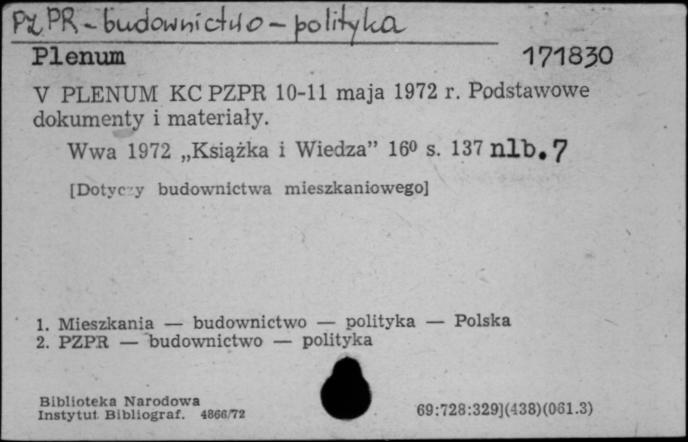 PZPR - budownictwo - polityka
Plenum 171830
V PLENUM KC PZPR 10-11 maja 1972 r. Podstawowe
dokumenty i materiały.
Wwa 1972 „Książka i Wiedza” 16⁰ s. 137 nlb. 7
[Dotyczy budownictwa mieszkaniowego]
1. Mieszkania — budownictwo — polityka — Polska
2. PZPR — budownictwo — polityka
Biblioteka Narodowa
Instytut Bibliograf. 4866/72 69:728:329](438)(061.3)